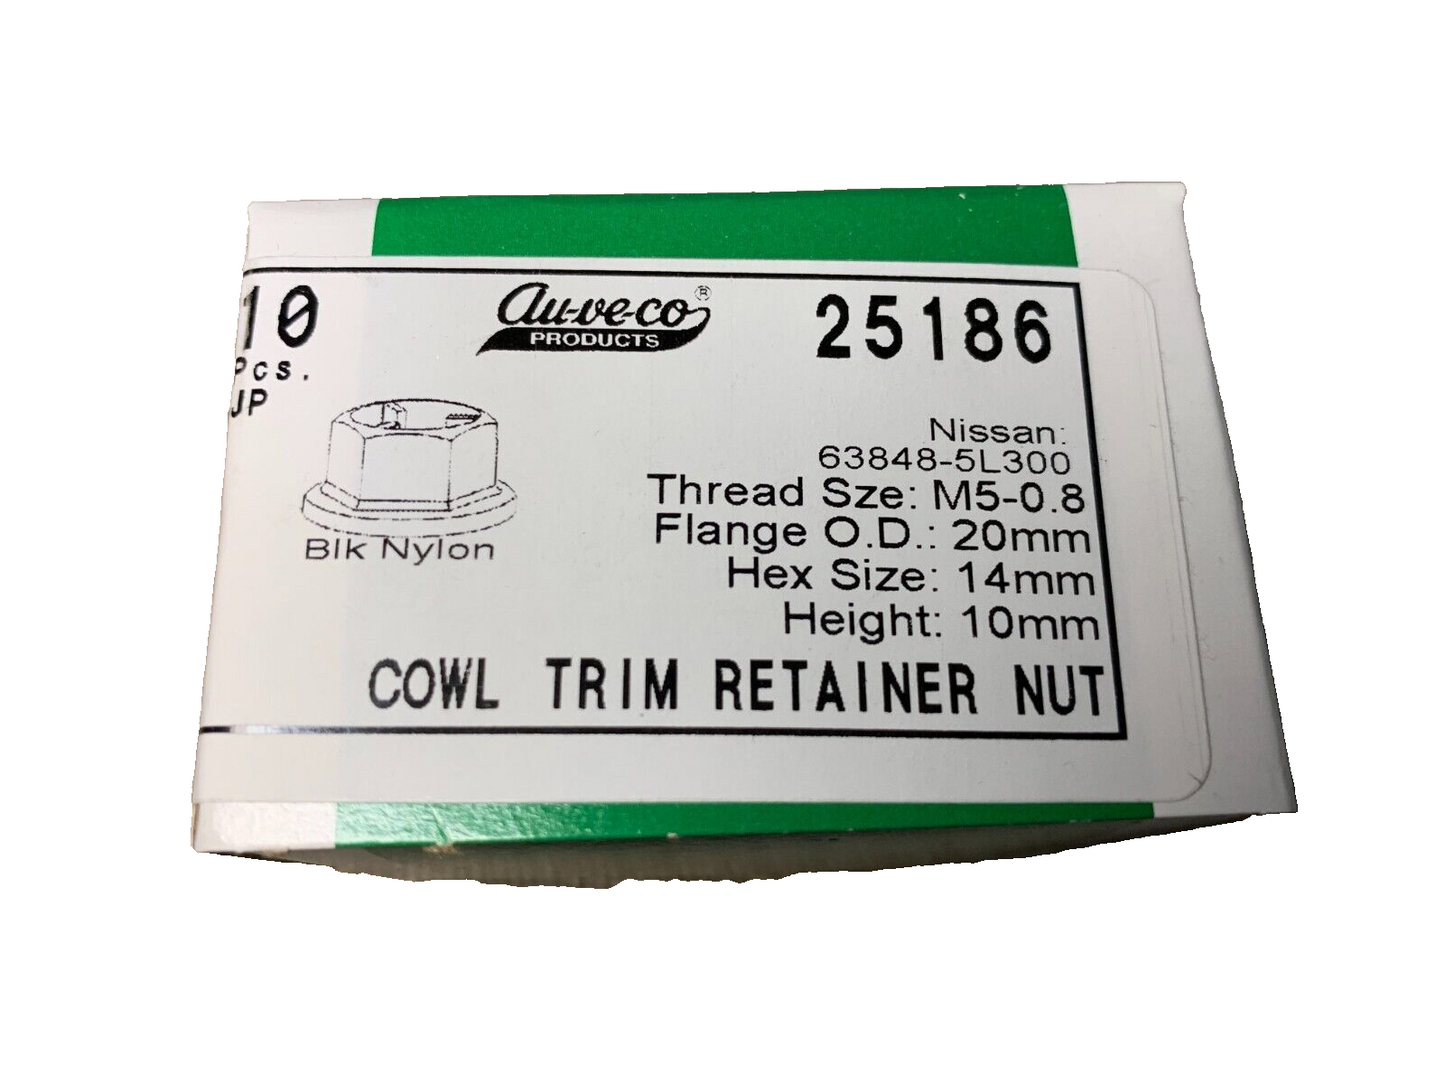 10
Pcs.
JP
au-ve-co®
PRODUCTS
25186
Nissan:
63848-5L300
Thread Sze: M5-0.8
Flange O.D.: 20mm
Hex Size: 14mm
Height: 10mm
Blk Nylon
COWL TRIM RETAINER NUT